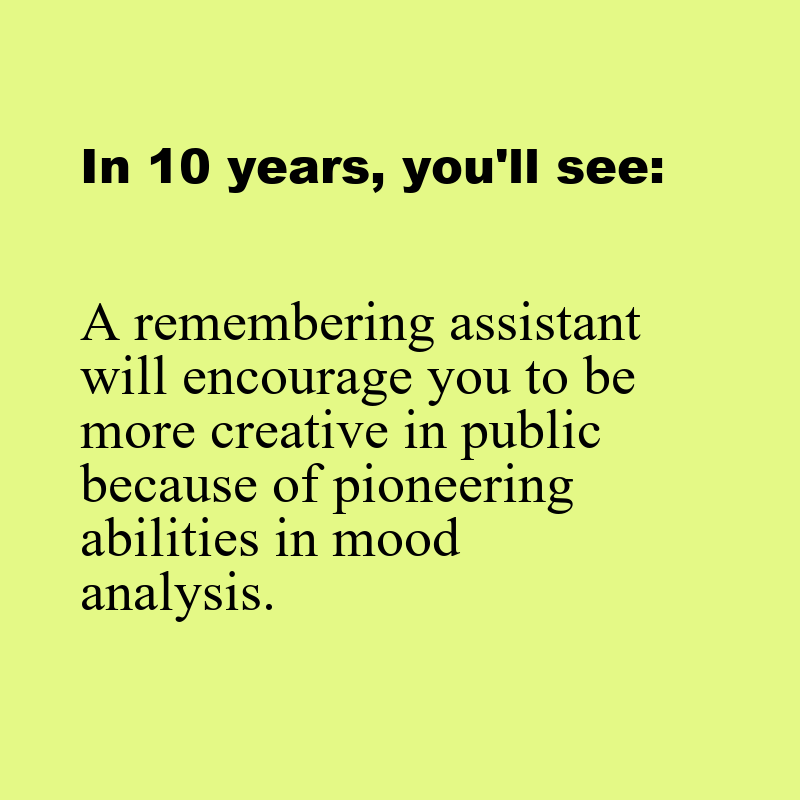 In 10 years, you'll see:
A remembering assistant
will encourage you to be
more creative in public
because of pioneering
abilities in mood
analysis.